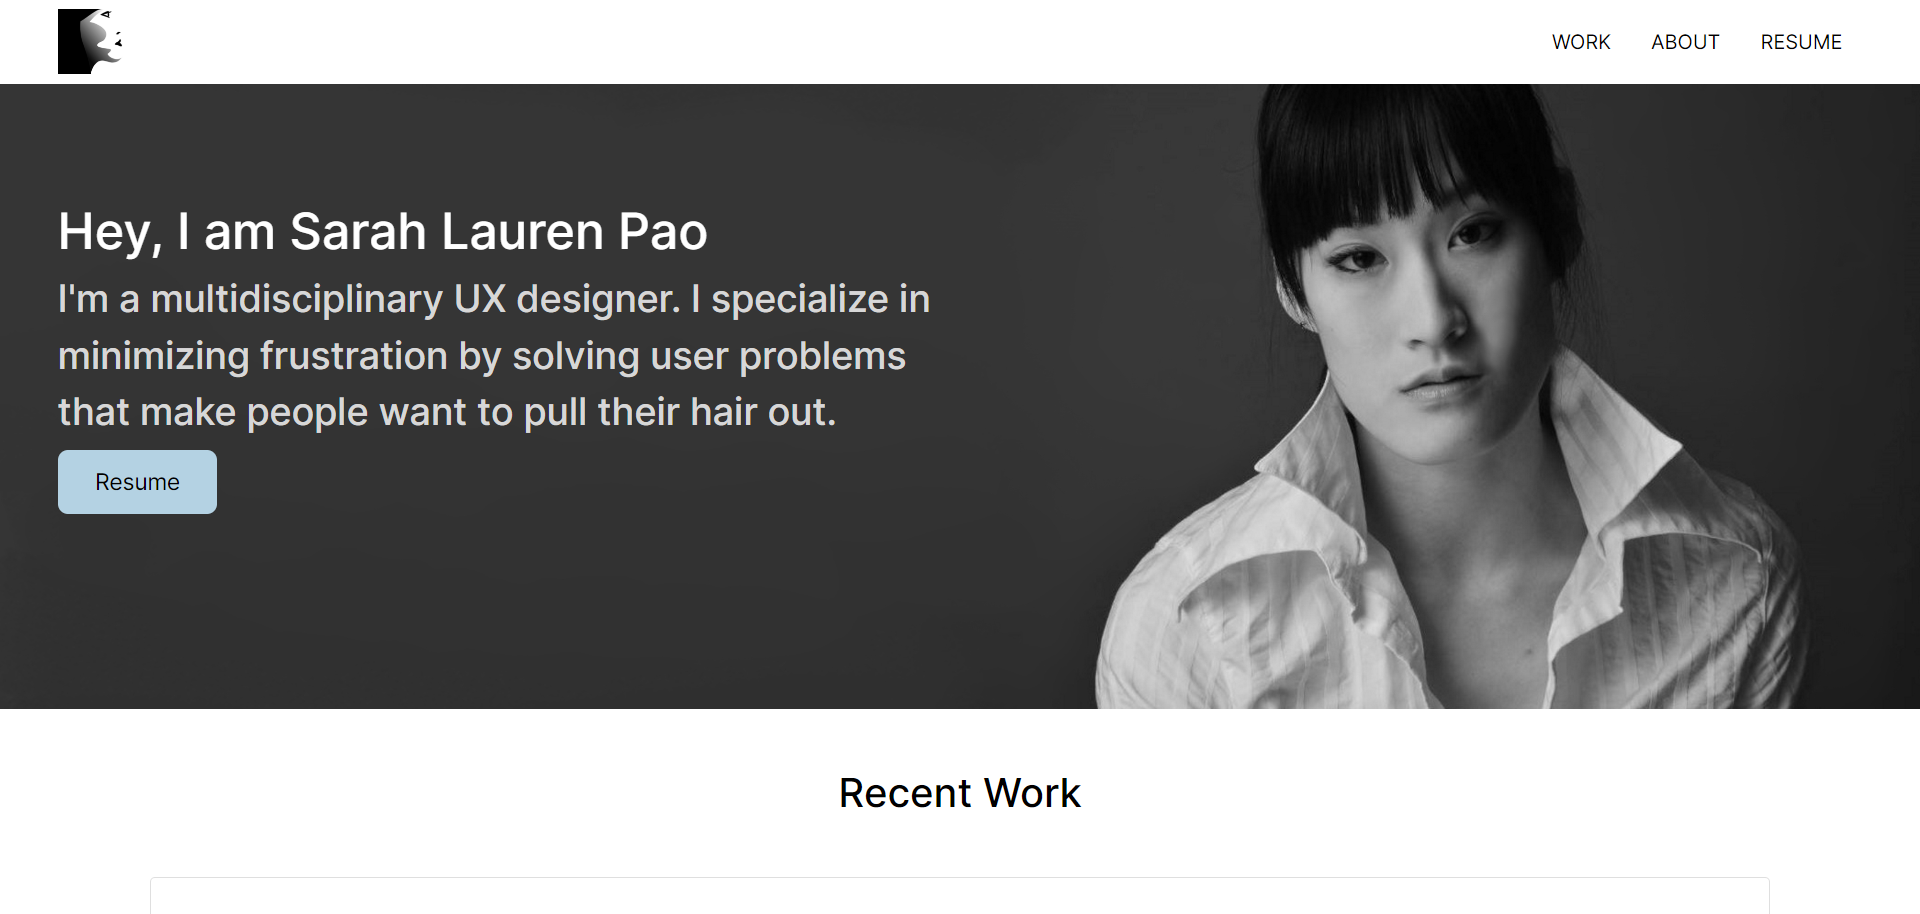 WORK ABOUT RESUME
Hey, I am Sarah Lauren Pao
I'm a multidisciplinary UX designer. I specialize in
minimizing frustration by solving user problems
that make people want to pull their hair out.
Resume
Recent Work